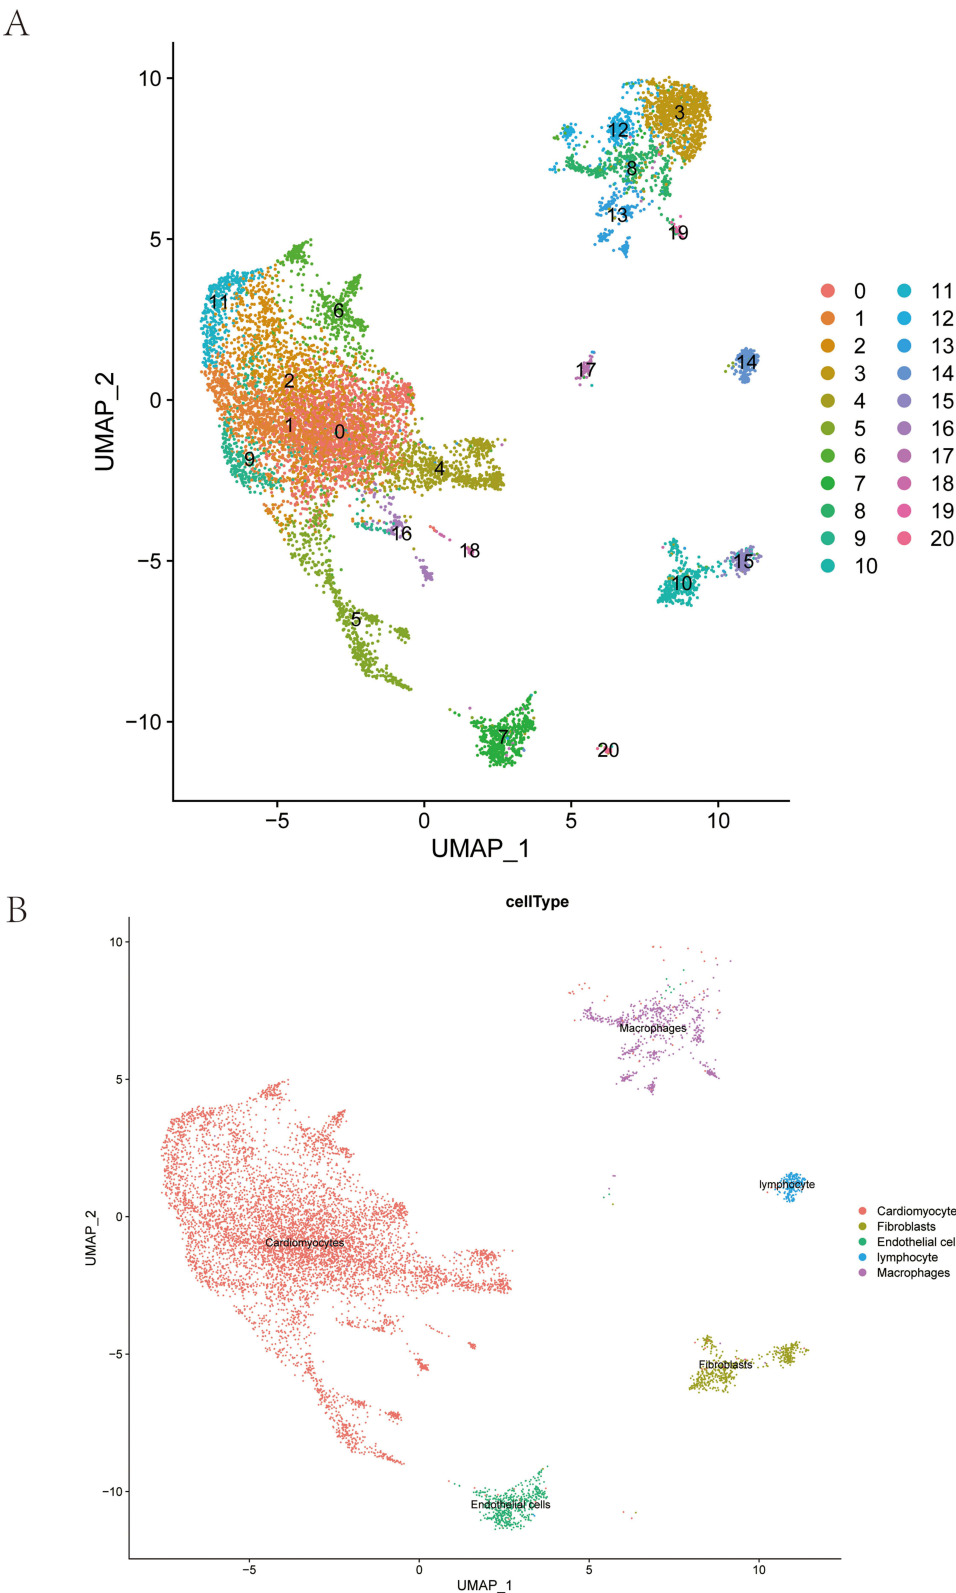 A
10
5
0
−5
−10
UMAP_2
−5
0
5
10
UMAP_1
3
12
8
13
19
11
6
2
1
0
9
4
16
18
5
17
14
15
10
7
20
0 11
1 12
2 13
3 14
4 15
5 16
6 17
7 18
8 19
9 20
10
B
cellType
10
5
0
−5
−10
UMAP_2
−5
0
5
10
UMAP_1
Macrophages
lymphocyte
Cardiomyocytes
Fibroblasts
Endothelial cells
Cardiomyocyte
Fibroblasts
Endothelial cel
lymphocyte
Macrophages